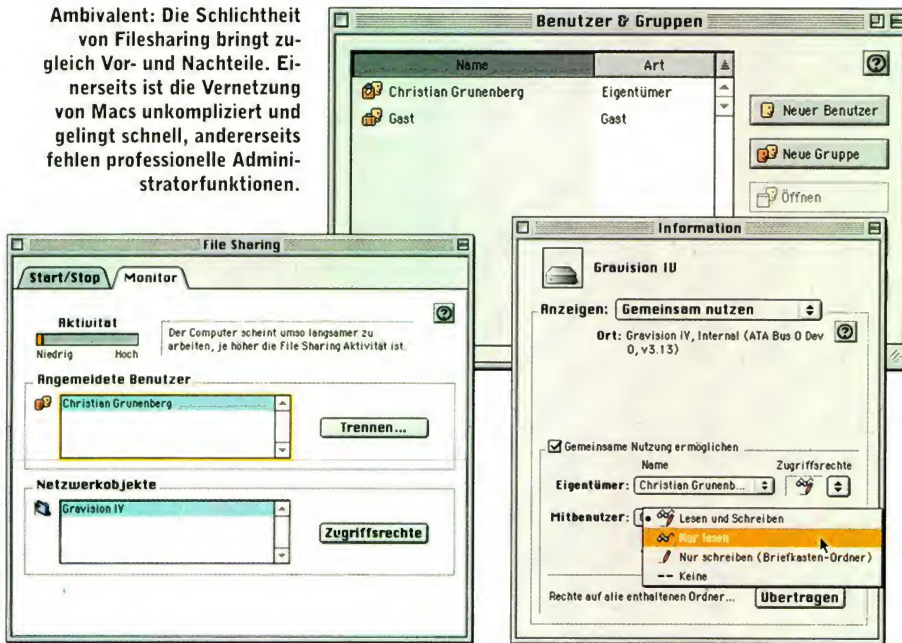 Ambivalent: Die Schlichtheit
von Filesharing bringt zu-
gleich Vor- und Nachteile. Ei-
nerseits ist die Vernetzung
von Macs unkompliziert und
gelingt schnell, andererseits
fehlen professionelle Admini-
stratorfunktionen.
Benutzer & Gruppen
Name Art
Christian Grunenberg Eigentümer
Gast Gast
Neuer Benutzer
Neue Gruppe
Öffnen
File Sharing
Start/Stop Monitor
Aktivität
Niedrig Hoch
Der Computer scheint umso langsamer zu
arbeiten, je höher die File Sharing Aktivität ist.
Angemeldete Benutzer
Christian Grunenberg
Trennen...
Netzwerkobjekte
Gravision IV
Zugriffsrechte
Information
Gravision IV
Anzeigen: Gemeinsam nutzen
Ort: Gravision iV, Internal (ATA Bus 0 Dev
0, v3.13)
Gemeinsame Nutzung ermöglichen
Name Zugriffsrechte
Eigentümer: Christian Grunenb...
Mitbenutzer:
Lesen und Schreiben
Nur lesen
Nur schreiben (Briefkasten-Ordner)
-- Keine
Rechte auf alle enthaltenen Ordner... Übertragen